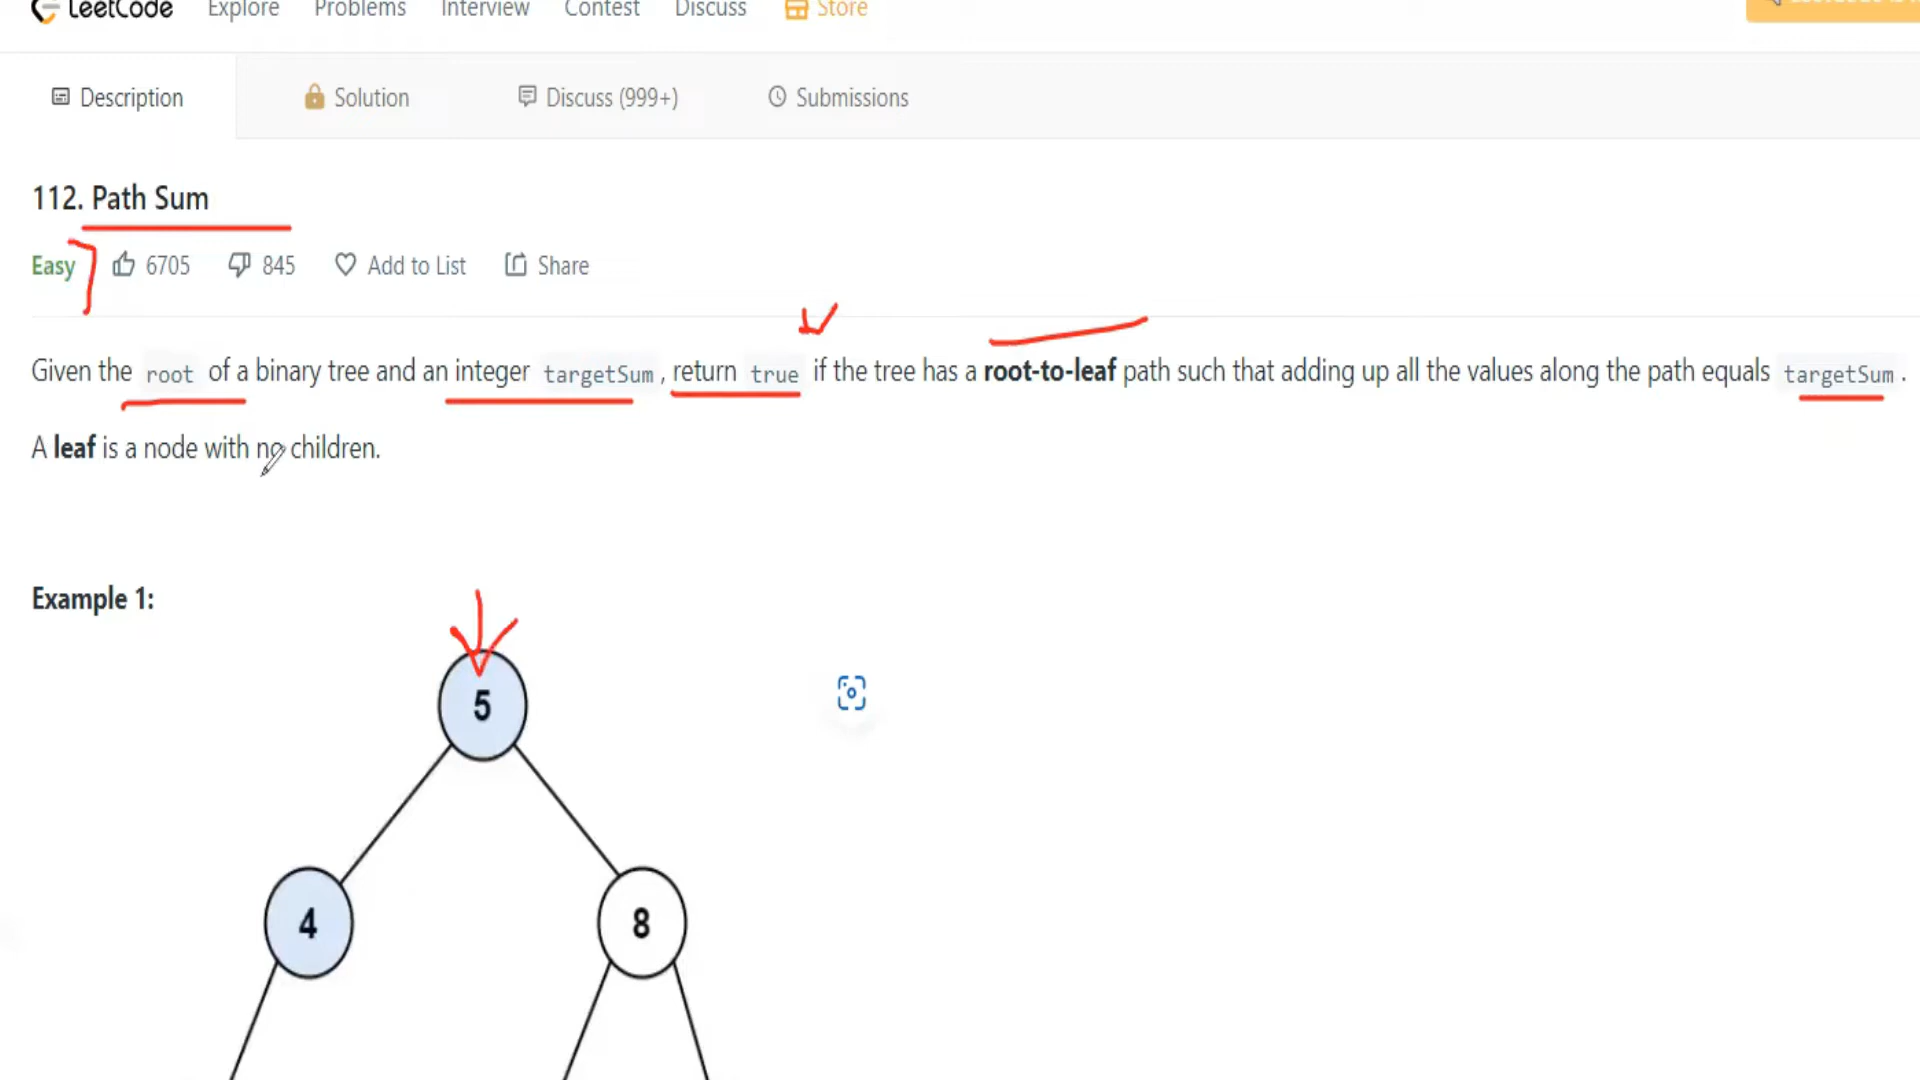 LeetCode Explore Problems Interview Contest Discuss Store
Description Solution Discuss (999+) Submissions
112. Path Sum
Easy 6705 845 Add to List Share
Given the root of a binary tree and an integer targetSum, return true if the tree has a root-to-leaf path such that adding up all the values along the path equals targetSum.
A leaf is a node with no children.
Example 1:
5
4 8